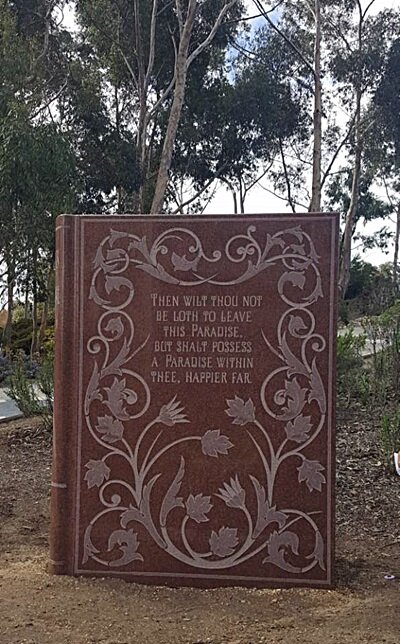 THEN WILT THOU NOT
BE LOTH TO LEAVE
THIS PARADISE,
BUT SHALT POSSESS
A PARADISE WITHIN
THEE, HAPPIER FAR.